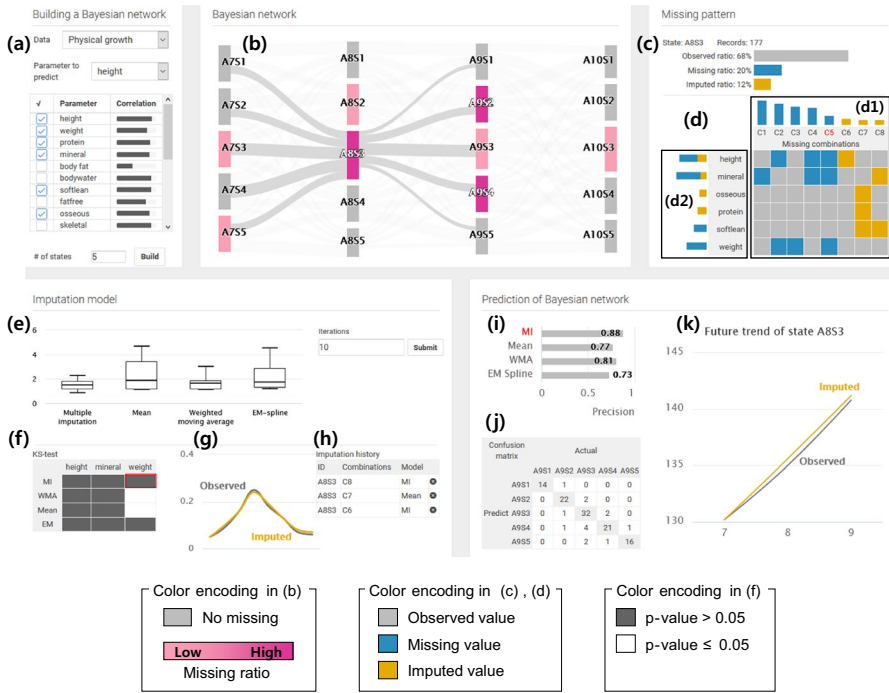 Building a Bayesian network
(a)
Data
Physical growth
Parameter to
predict
height
√ Parameter Correlation
height
weight
protein
mineral
body fat
bodywater
softlean
fatfree
osseous
skeletal
# of states
5
Build
Bayesian network
(b)
A7S1
A7S2
A7S3
A7S4
A7S5
A8S1
A8S2
A8S3
A8S4
A8S5
A9S1
A9S2
A9S3
A9S4
A9S5
A10S1
A10S2
A10S3
A10S4
A10S5
Missing pattern
(c)
State: A8S3 Records: 177
Observed ratio: 68%
Missing ratio: 20%
Imputed ratio: 12%
(d)
(d1)
C1 C2 C3 C4 C5 C6 C7 C8
Missing combinations
(d2)
height
mineral
osseous
protein
softlean
weight
Imputation model
(e)
6
4
2
0
Multiple
imputation
Mean
Weighted
moving average
EM-spline
Iterations
10
Submit
(f)
KS-test
height mineral weight
MI
WMA
Mean
EM
(g)
0.4
0.2
0
Observed
Imputed
(h)
Imputation history
ID Combinations Model
A8S3 C8 MI
A8S3 C7 Mean
A8S3 C6 MI
Prediction of Bayesian network
(i)
MI 0.88
Mean 0.77
WMA 0.81
EM Spline 0.73
0 0.5 1
Precision
(j)
Confusion
matrix
Actual
A9S1 A9S2 A9S3 A9S4 A9S5
A9S1 14 1 0 0 0
A9S2 0 22 2 0 0
Predict A9S3 0 1 32 2 0
A9S4 0 1 4 21 1
A9S5 0 0 2 1 16
(k)
Future trend of state A8S3
145
140
135
130
Imputed
Observed
7 8 9
Color encoding in (b)
No missing
Low High
Missing ratio
Color encoding in (c) , (d)
Observed value
Missing value
Imputed value
Color encoding in (f)
p-value > 0.05
p-value ≤ 0.05